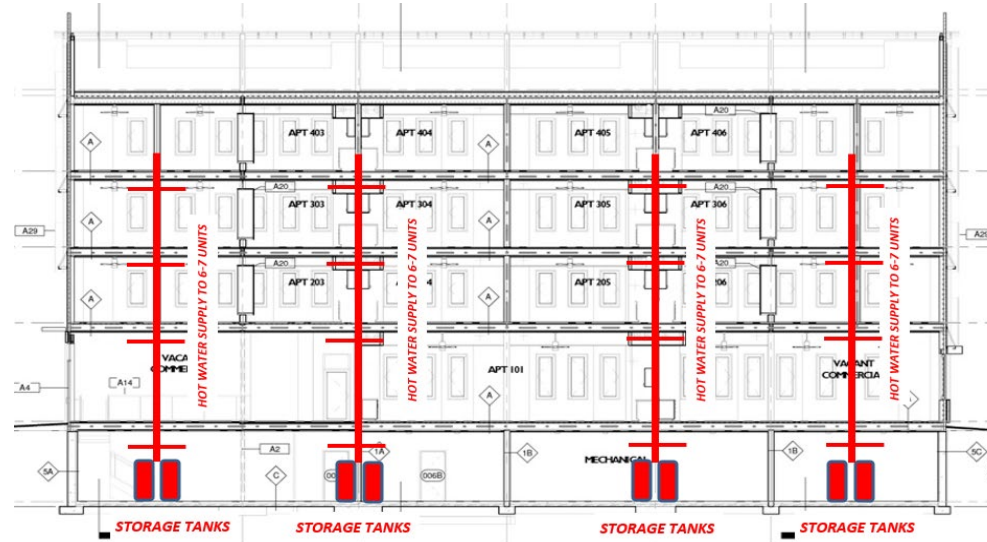 A20
APT 403
APT 404
APT 405
APT 406
A
A
A20
A20
APT 303
APT 304
APT 305
APT 306
A
A
A29
A29
A20
A20
APT 203
APT 205
206
A
A
HOT WATER SUPPLY TO 6-7 UNITS
HOT WATER SUPPLY TO 6-7 UNITS
HOT WATER SUPPLY TO 6-7 UNITS
HOT WATER SUPPLY TO 6-7 UNITS
APT 101
VACANT
COMMERCIA
A4
A14
A
A2
1A
1B
MECHANICAL
1B
5A
C
006B
5C
STORAGE TANKS
STORAGE TANKS
STORAGE TANKS
STORAGE TANKS